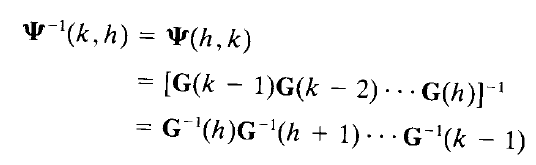 Ψ⁻¹(k, h) = Ψ(h, k)
= [G(k − 1)G(k − 2) ⋯ G(h)]⁻¹
= G⁻¹(h)G⁻¹(h + 1) ⋯ G⁻¹(k − 1)